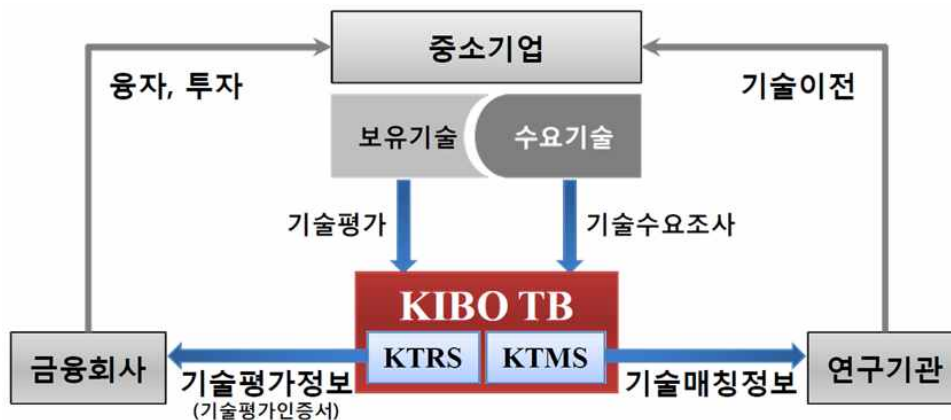 중소기업
융자, 투자
기술이전
보유기술
수요기술
기술평가
기술수요조사
KIBO TB
KTRS
KTMS
금융회사
기술평가정보
(기술평가인증서)
기술매칭정보
연구기관